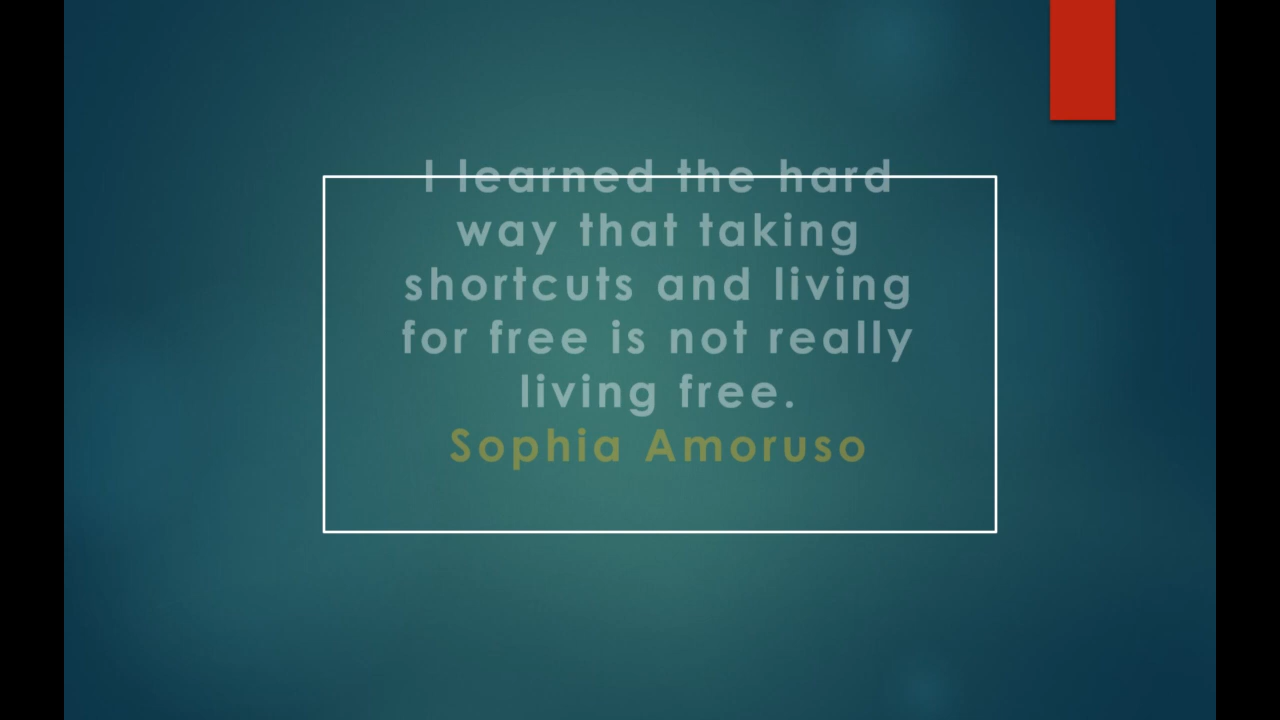 I learned the hard
way that taking
shortcuts and living
for free is not really
living free.
Sophia Amoruso